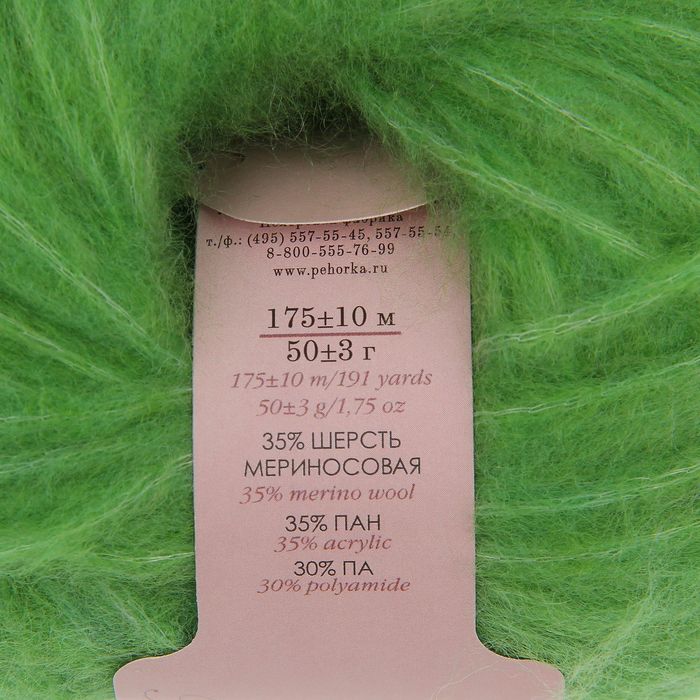 т./ф.: (495) 557-55-45, 557-55-54
8-800-555-76-99
www.pehorka.ru
175±10 м
50±3 г
175±10 m/191 yards
50±3 g/1,75 oz
35% ШЕРСТЬ
МЕРИНОСОВАЯ
35% merino wool
35% ПАН
35% acrylic
30% ПА
30% polyamide